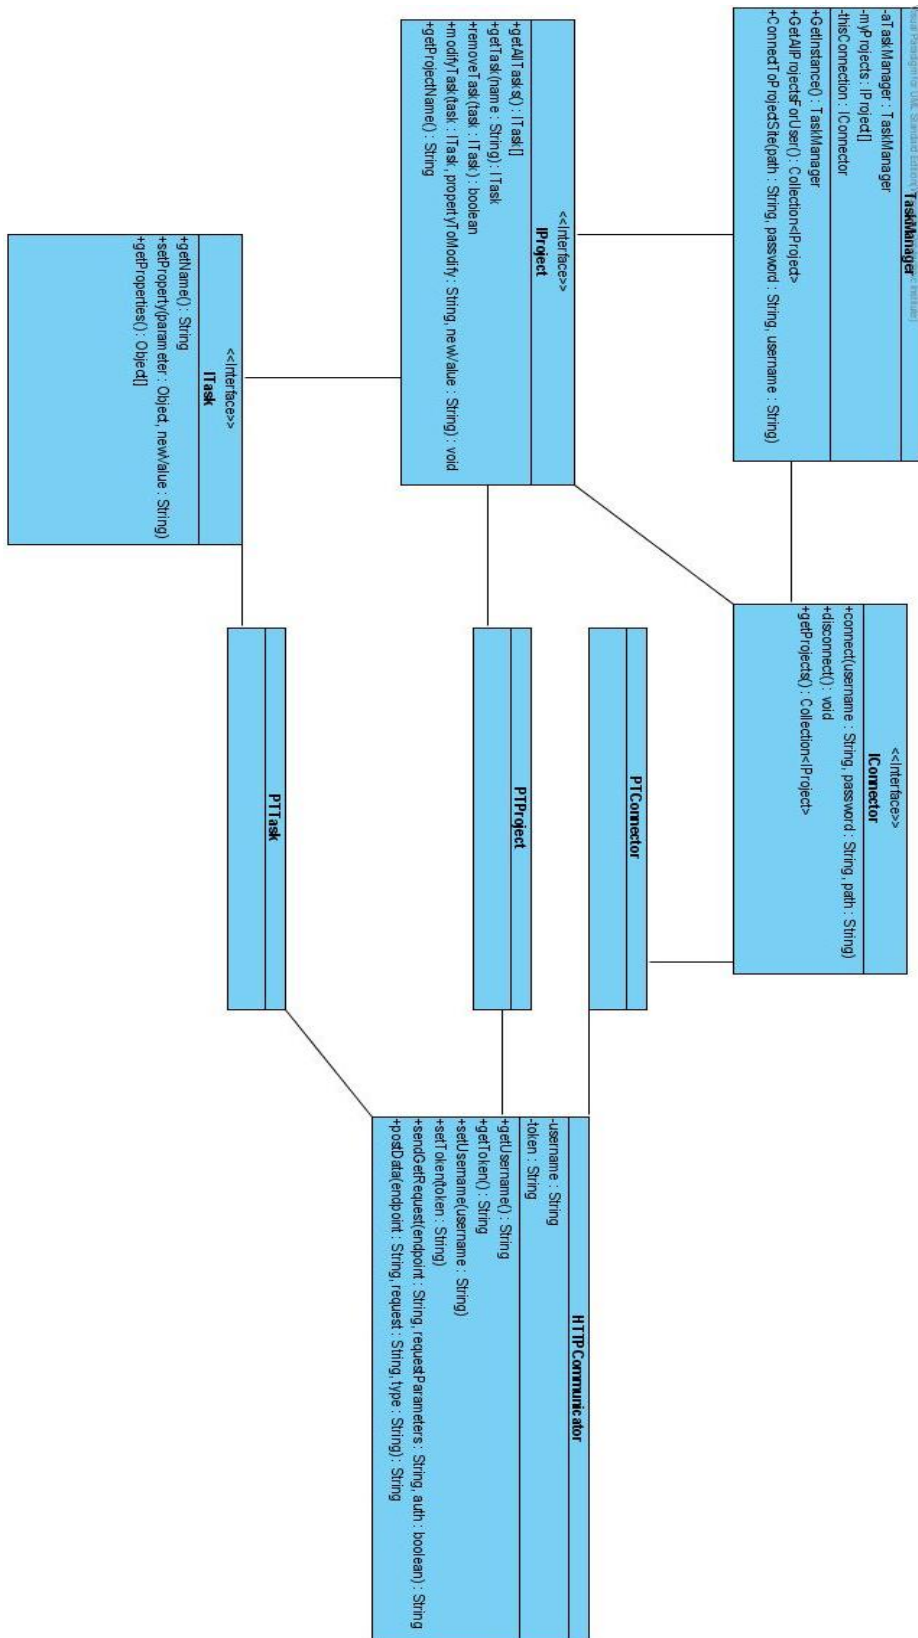 TaskManager
-aTaskManager : TaskManager
-myProjects : IProject[]
-thisConnection : IConnector
+GetInstance() : TaskManager
+GetAllProjectsForUser() : Collection<IProject>
+ConnectToProjectSite(path : String, password : String, username : String)
<<Interface>>
IConnector
+connect(username : String, password : String, path : String)
+disconnect() : void
+getProjects() : Collection<IProject>
<<Interface>>
IProject
+getAllTasks() : ITask[]
+getTask(name : String) : ITask
+removeTask(task : ITask) : boolean
+modifyTask(task : ITask, propertyToModify : String, newValue : String) : void
+getProjectName() : String
PTConnector
PTProject
HTTPCommunicator
-username : String
-token : String
+getUsername() : String
+getToken() : String
+setUsername(username : String)
+setToken(token : String)
+sendGetRequest(endpoint : String, requestParameters : String, auth : boolean) : String
+postData(endpoint : String, request : String, type : String) : String
<<Interface>>
ITask
+getName() : String
+setProperty(parameter : Object, newValue : String)
+getProperties() : Object[]
PTTask